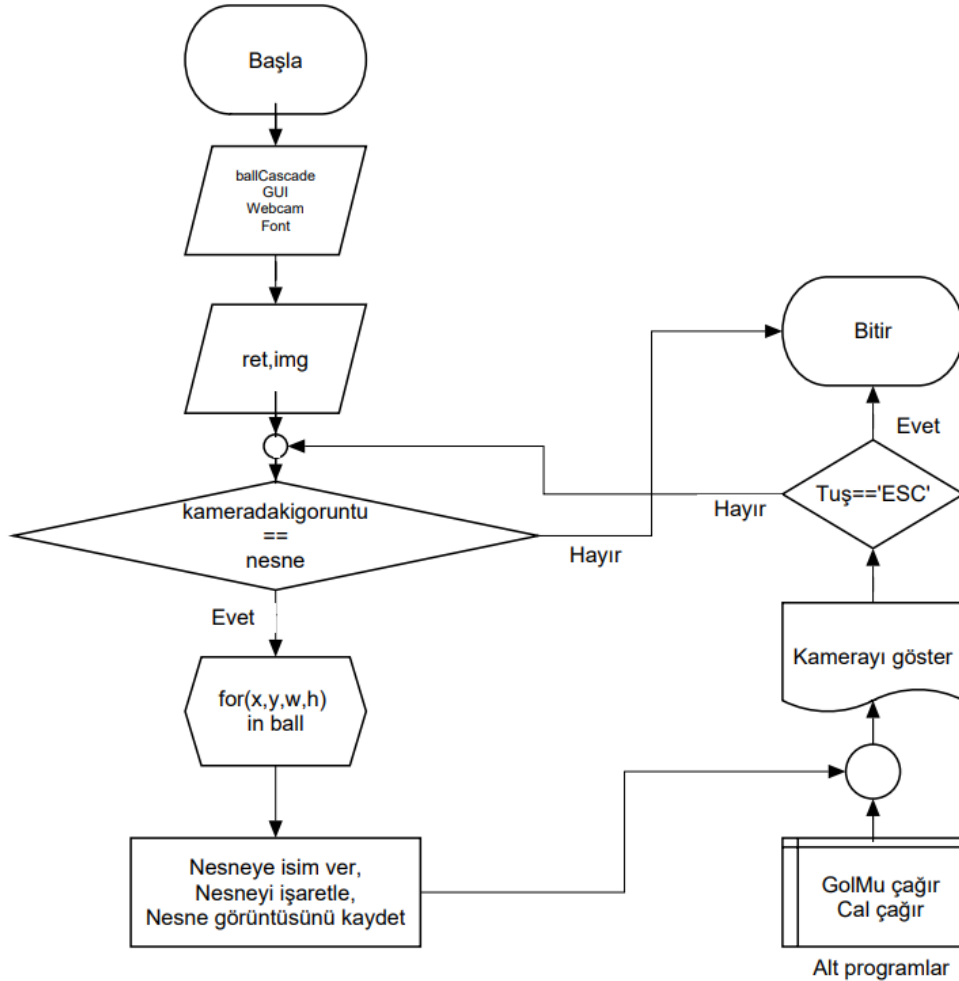 Başla
ballCascade
GUI
Webcam
Font
ret,img
kameradakigoruntu
==
nesne
Hayır
Evet
for(x,y,w,h)
in ball
Nesneye isim ver,
Nesneyi işaretle,
Nesne görüntüsünü kaydet
Bitir
Evet
Tuş=='ESC'
Hayır
Kamerayı göster
GolMu çağır
Cal çağır
Alt programlar